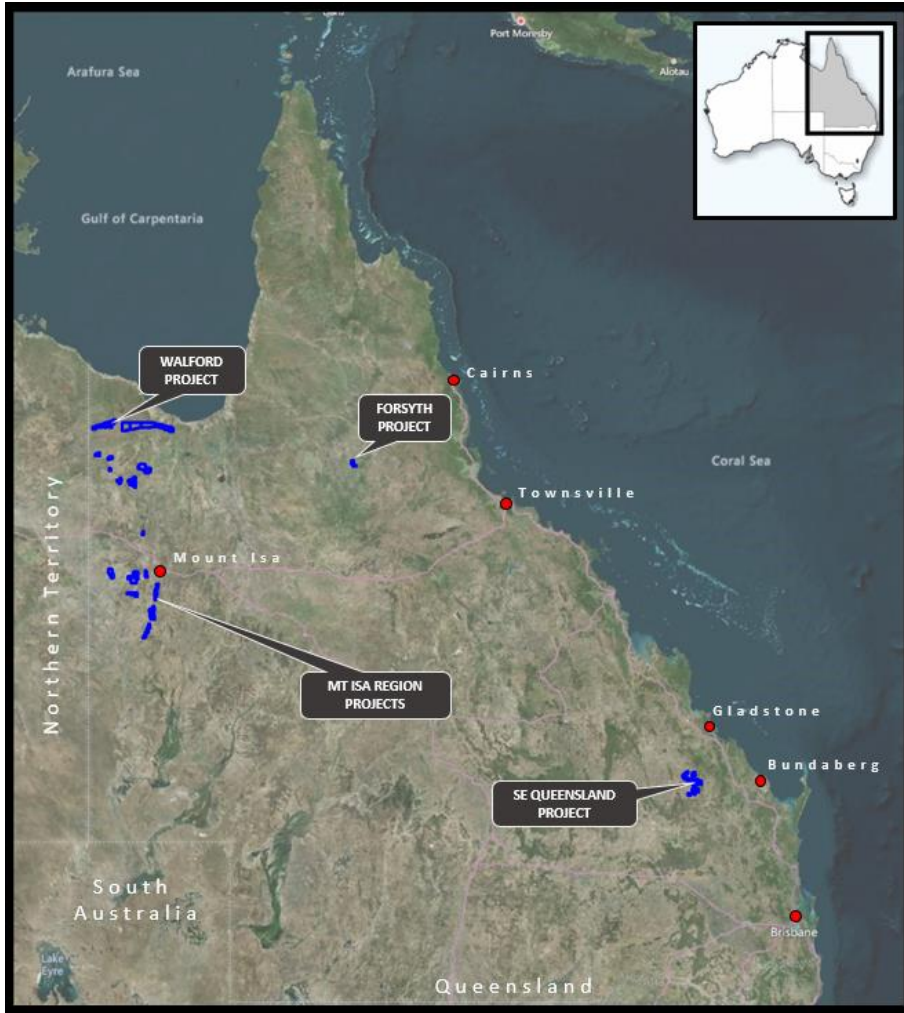 Port Moresby
Arafura Sea
Alotau
Gulf of Carpentaria
WALFORD
PROJECT
Cairns
FORSYTH
PROJECT
Coral Sea
Townsville
Northern Territory
Mount Isa
MT ISA REGION
PROJECTS
Gladstone
Bundaberg
SE QUEENSLAND
PROJECT
South
Australia
Brisbane
Lake
Eyre
Queensland